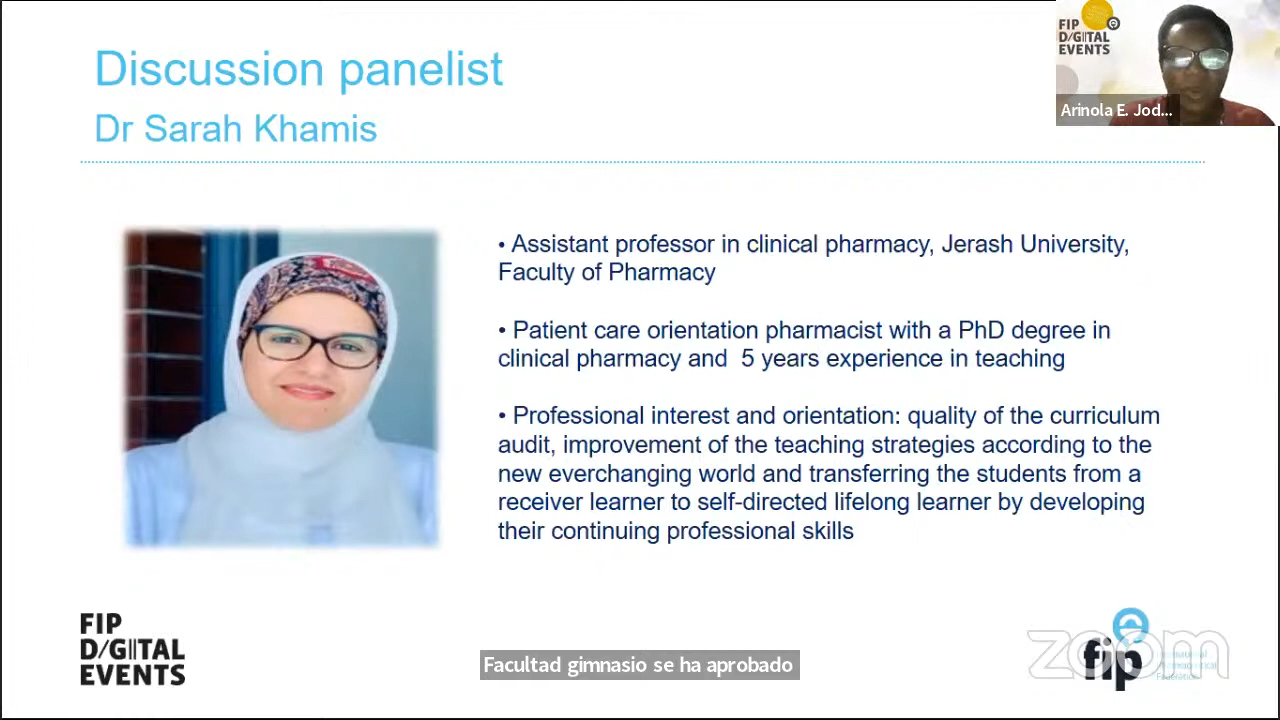 Discussion panelist
Dr Sarah Khamis
FIP
D/GITAL
EVENTS
Arinola E. Jod...
• Assistant professor in clinical pharmacy, Jerash University,
Faculty of Pharmacy
• Patient care orientation pharmacist with a PhD degree in
clinical pharmacy and 5 years experience in teaching
• Professional interest and orientation: quality of the curriculum
audit, improvement of the teaching strategies according to the
new everchanging world and transferring the students from a
receiver learner to self-directed lifelong learner by developing
their continuing professional skills
FIP
D/GITAL
EVENTS
Facultad gimnasio se ha aprobado
zoom
fip